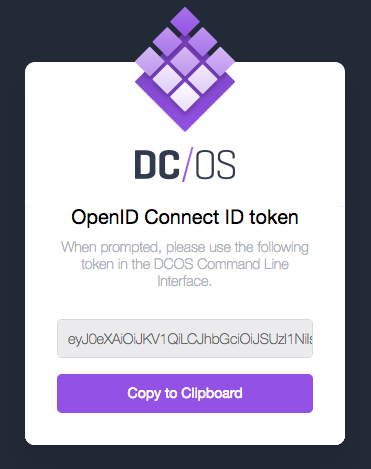 DC/OS
OpenID Connect ID token
When prompted, please use the following
token in the DCOS Command Line
Interface.
eyJ0eXAiOiJKV1QiLCJhbGciOiJSUzI1NiIs
Copy to Clipboard